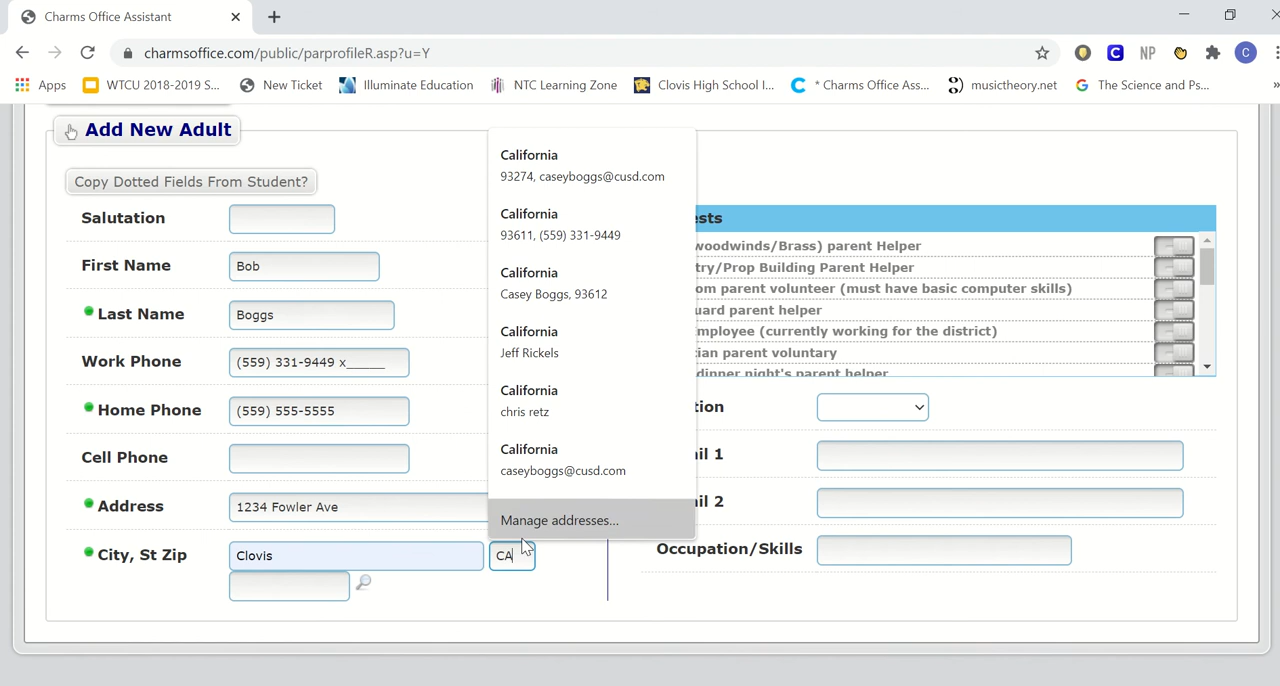 Charms Office Assistant
charmsoffice.com/public/parprofileR.asp?u=Y
NP
C
Apps
WTCU 2018-2019 S...
New Ticket
Illuminate Education
NTC Learning Zone
Clovis High School I...
* Charms Office Ass...
musictheory.net
The Science and Ps...
»
Add New Adult
Copy Dotted Fields From Student?
Salutation
First Name Bob
Last Name Boggs
Work Phone (559) 331-9449 x_____
Home Phone (559) 555-5555
Cell Phone
Address 1234 Fowler Ave
City, St Zip Clovis CA
California
93274, caseyboggs@cusd.com
California
93611, (559) 331-9449
California
Casey Boggs, 93612
California
Jeff Rickels
California
chris retz
California
caseyboggs@cusd.com
Manage addresses...
ests
woodwinds/Brass) parent Helper
try/Prop Building Parent Helper
om parent volunteer (must have basic computer skills)
uard parent helper
mployee (currently working for the district)
ian parent voluntary
dinner night's parent helper
tion
il 1
il 2
Occupation/Skills